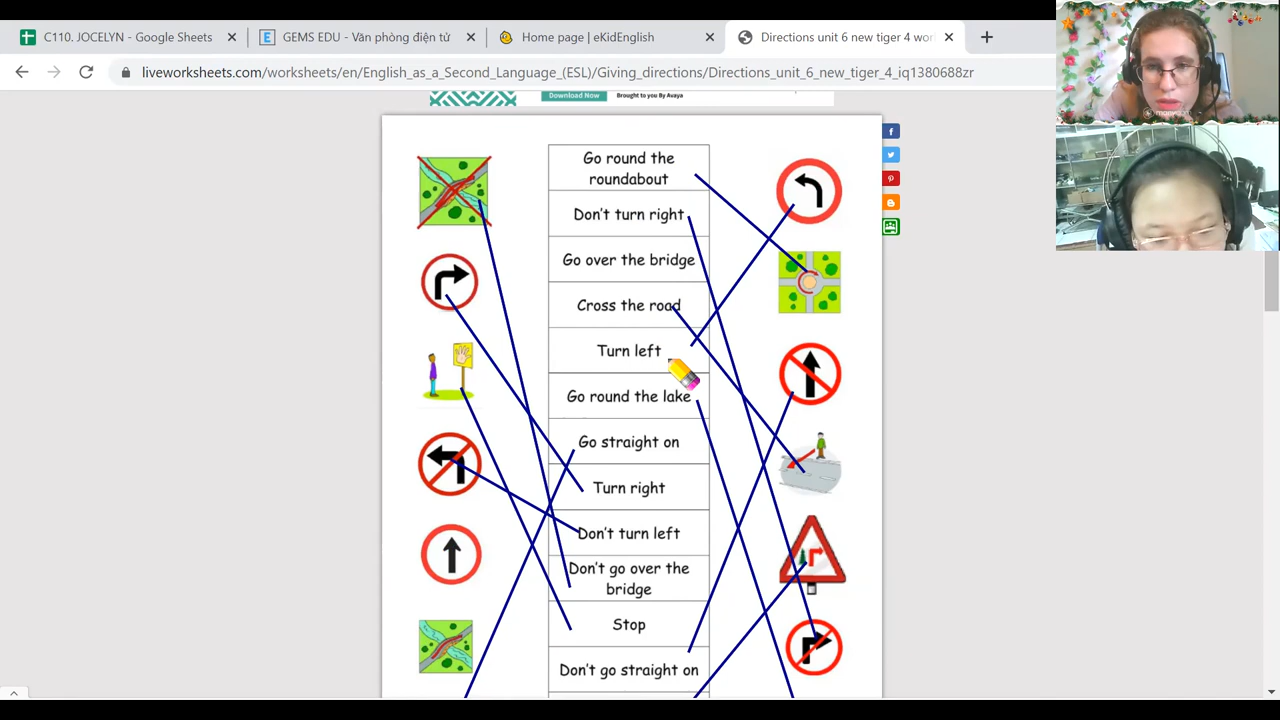 C110. JOCELYN - Google Sheets
GEMS EDU - Văn phòng điện tử
Home page | eKidEnglish
Directions unit 6 new tiger 4 wor
liveworksheets.com/worksheets/en/English_as_a_Second_Language_(ESL)/Giving_directions/Directions_unit_6_new_tiger_4_iq1380688zr
Download Now
Brought to you By Avaya
Go round the
roundabout
Don't turn right
Go over the bridge
Cross the road
Turn left
Go round the lake
Go straight on
Turn right
Don't turn left
Don't go over the
bridge
Stop
Don't go straight on